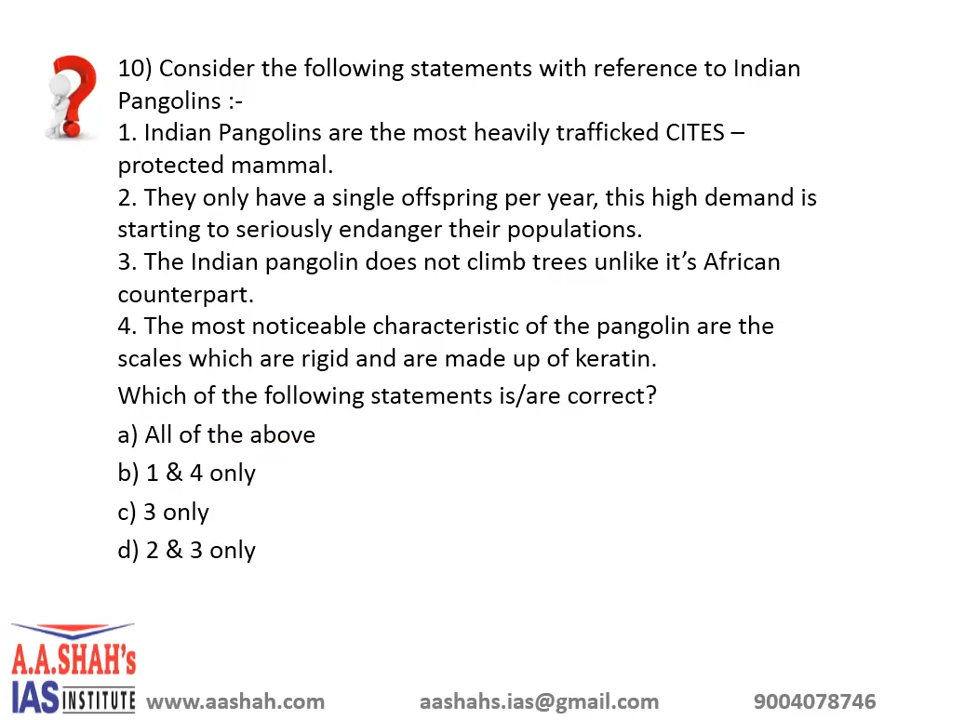 10) Consider the following statements with reference to Indian
Pangolins :-
1. Indian Pangolins are the most heavily trafficked CITES –
protected mammal.
2. They only have a single offspring per year, this high demand is
starting to seriously endanger their populations.
3. The Indian pangolin does not climb trees unlike it’s African
counterpart.
4. The most noticeable characteristic of the pangolin are the
scales which are rigid and are made up of keratin.
Which of the following statements is/are correct?
a) All of the above
b) 1 & 4 only
c) 3 only
d) 2 & 3 only
A.A.SHAH's
IAS INSTITUTE
www.aashah.com aashahs.ias@gmail.com 9004078746